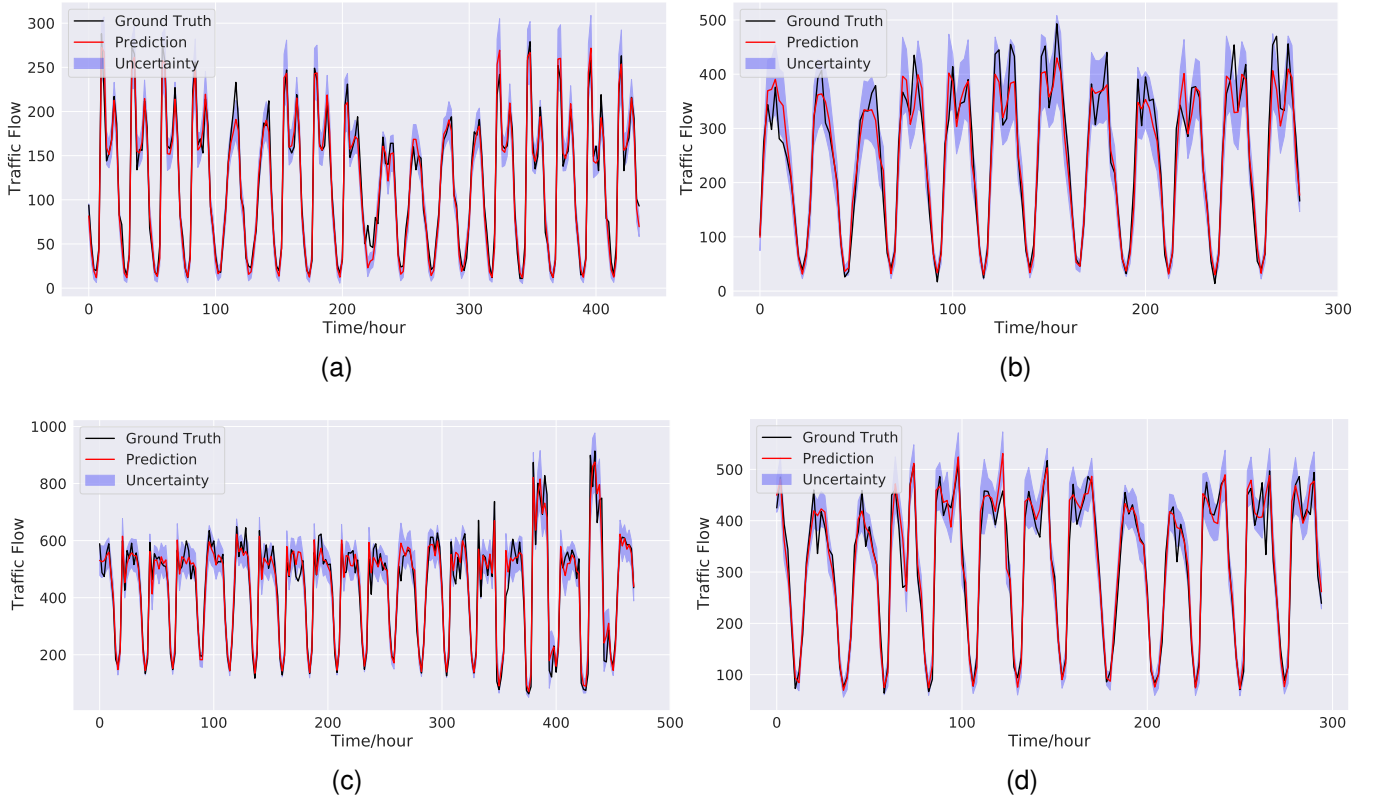 Ground Truth
Prediction
Uncertainty
Traffic Flow
300
250
200
150
100
50
0
0 100 200 300 400
Time/hour
(a)
Ground Truth
Prediction
Uncertainty
Traffic Flow
500
400
300
200
100
0
0 100 200 300
Time/hour
(b)
Ground Truth
Prediction
Uncertainty
Traffic Flow
1000
800
600
400
200
0 100 200 300 400 500
Time/hour
(c)
Ground Truth
Prediction
Uncertainty
Traffic Flow
500
400
300
200
100
0 100 200 300
Time/hour
(d)